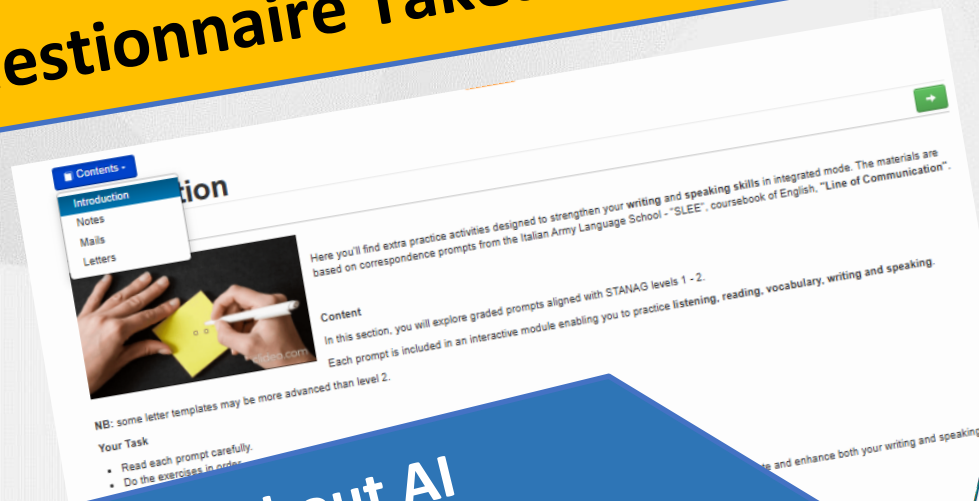 estionnaire Take
Contents -
Introduction
Notes
Mails
Letters
tion
Here you'll find extra practice activities designed to strengthen your writing and speaking skills in integrated mode. The materials are
based on correspondence prompts from the Italian Army Language School - "SLEE", coursebook of English, "Line of Communication".
Content
In this section, you will explore graded prompts aligned with STANAG levels 1 - 2.
Each prompt is included in an interactive module enabling you to practice listening, reading, vocabulary, writing and speaking.
NB: some letter templates may be more advanced than level 2.
Your Task
Read each prompt carefully.
Do the exercises in order
and enhance both your writing and speaking
AI